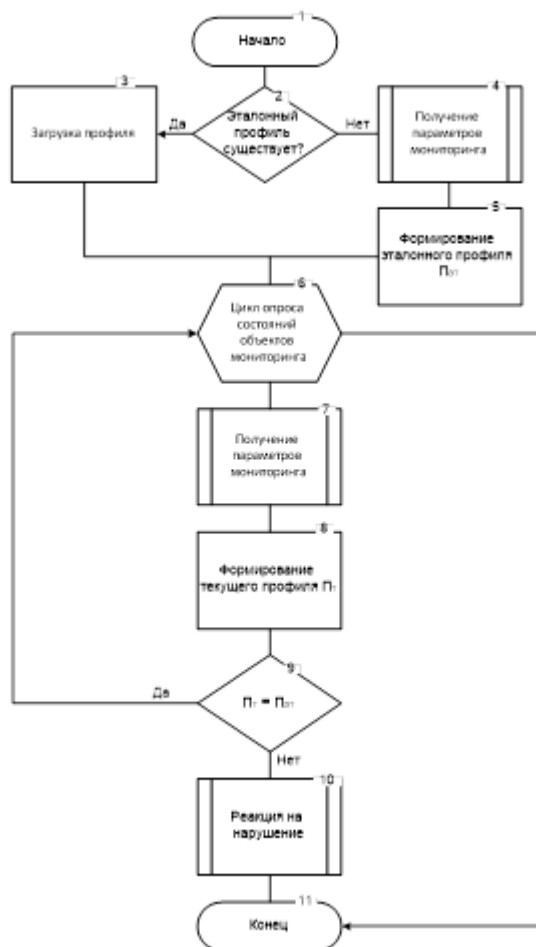 1
Начало
2
Эталонный
профиль
существует?
Да
Нет
3
Загрузка профиля
4
Получение
параметров
мониторинга
5
Формирование
эталонного профиля
Пэт
6
Цикл опроса
состояний
объектов
мониторинга
7
Получение
параметров
мониторинга
8
Формирование
текущего профиля Пт
9
Пт = Пэт
Да
Нет
10
Реакция на
нарушение
11
Конец